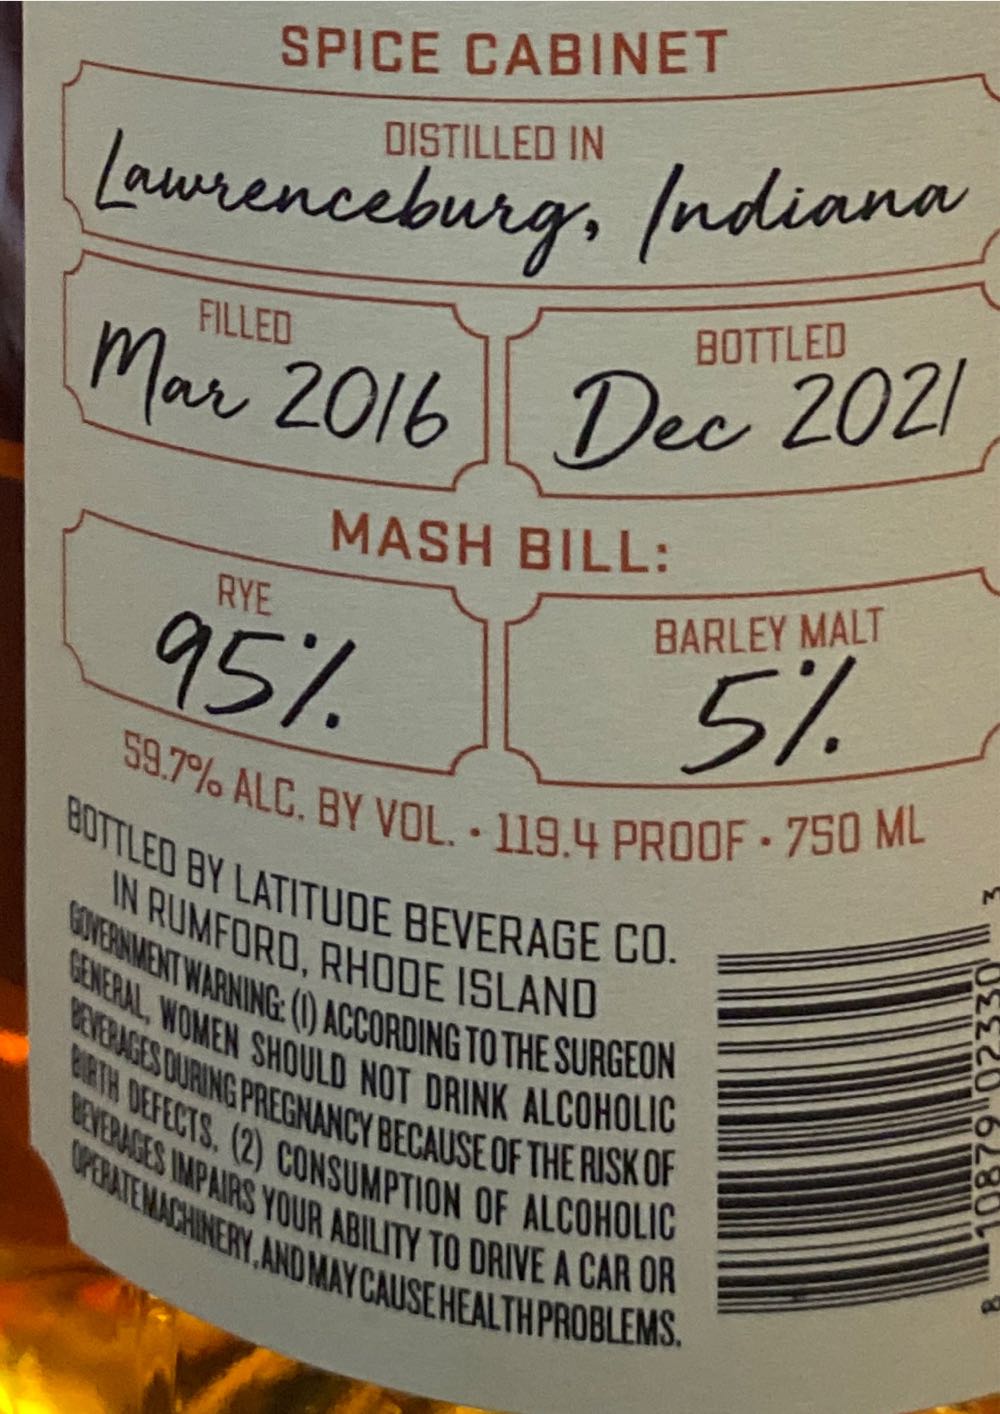 SPICE CABINET
DISTILLED IN
Lawrenceburg, Indiana
FILLED
Mar 2016
BOTTLED
Dec 2021
MASH BILL:
RYE
95%
BARLEY MALT
5%
59.7% ALC. BY VOL. • 119.4 PROOF • 750 ML
BOTTLED BY LATITUDE BEVERAGE CO.
IN RUMFORD, RHODE ISLAND
GOVERNMENT WARNING: (1) ACCORDING TO THE SURGEON
GENERAL, WOMEN SHOULD NOT DRINK ALCOHOLIC
BEVERAGES DURING PREGNANCY BECAUSE OF THE RISK OF
BIRTH DEFECTS. (2) CONSUMPTION OF ALCOHOLIC
BEVERAGES IMPAIRS YOUR ABILITY TO DRIVE A CAR OR
OPERATE MACHINERY, AND MAY CAUSE HEALTH PROBLEMS.
8 10879 02330 3